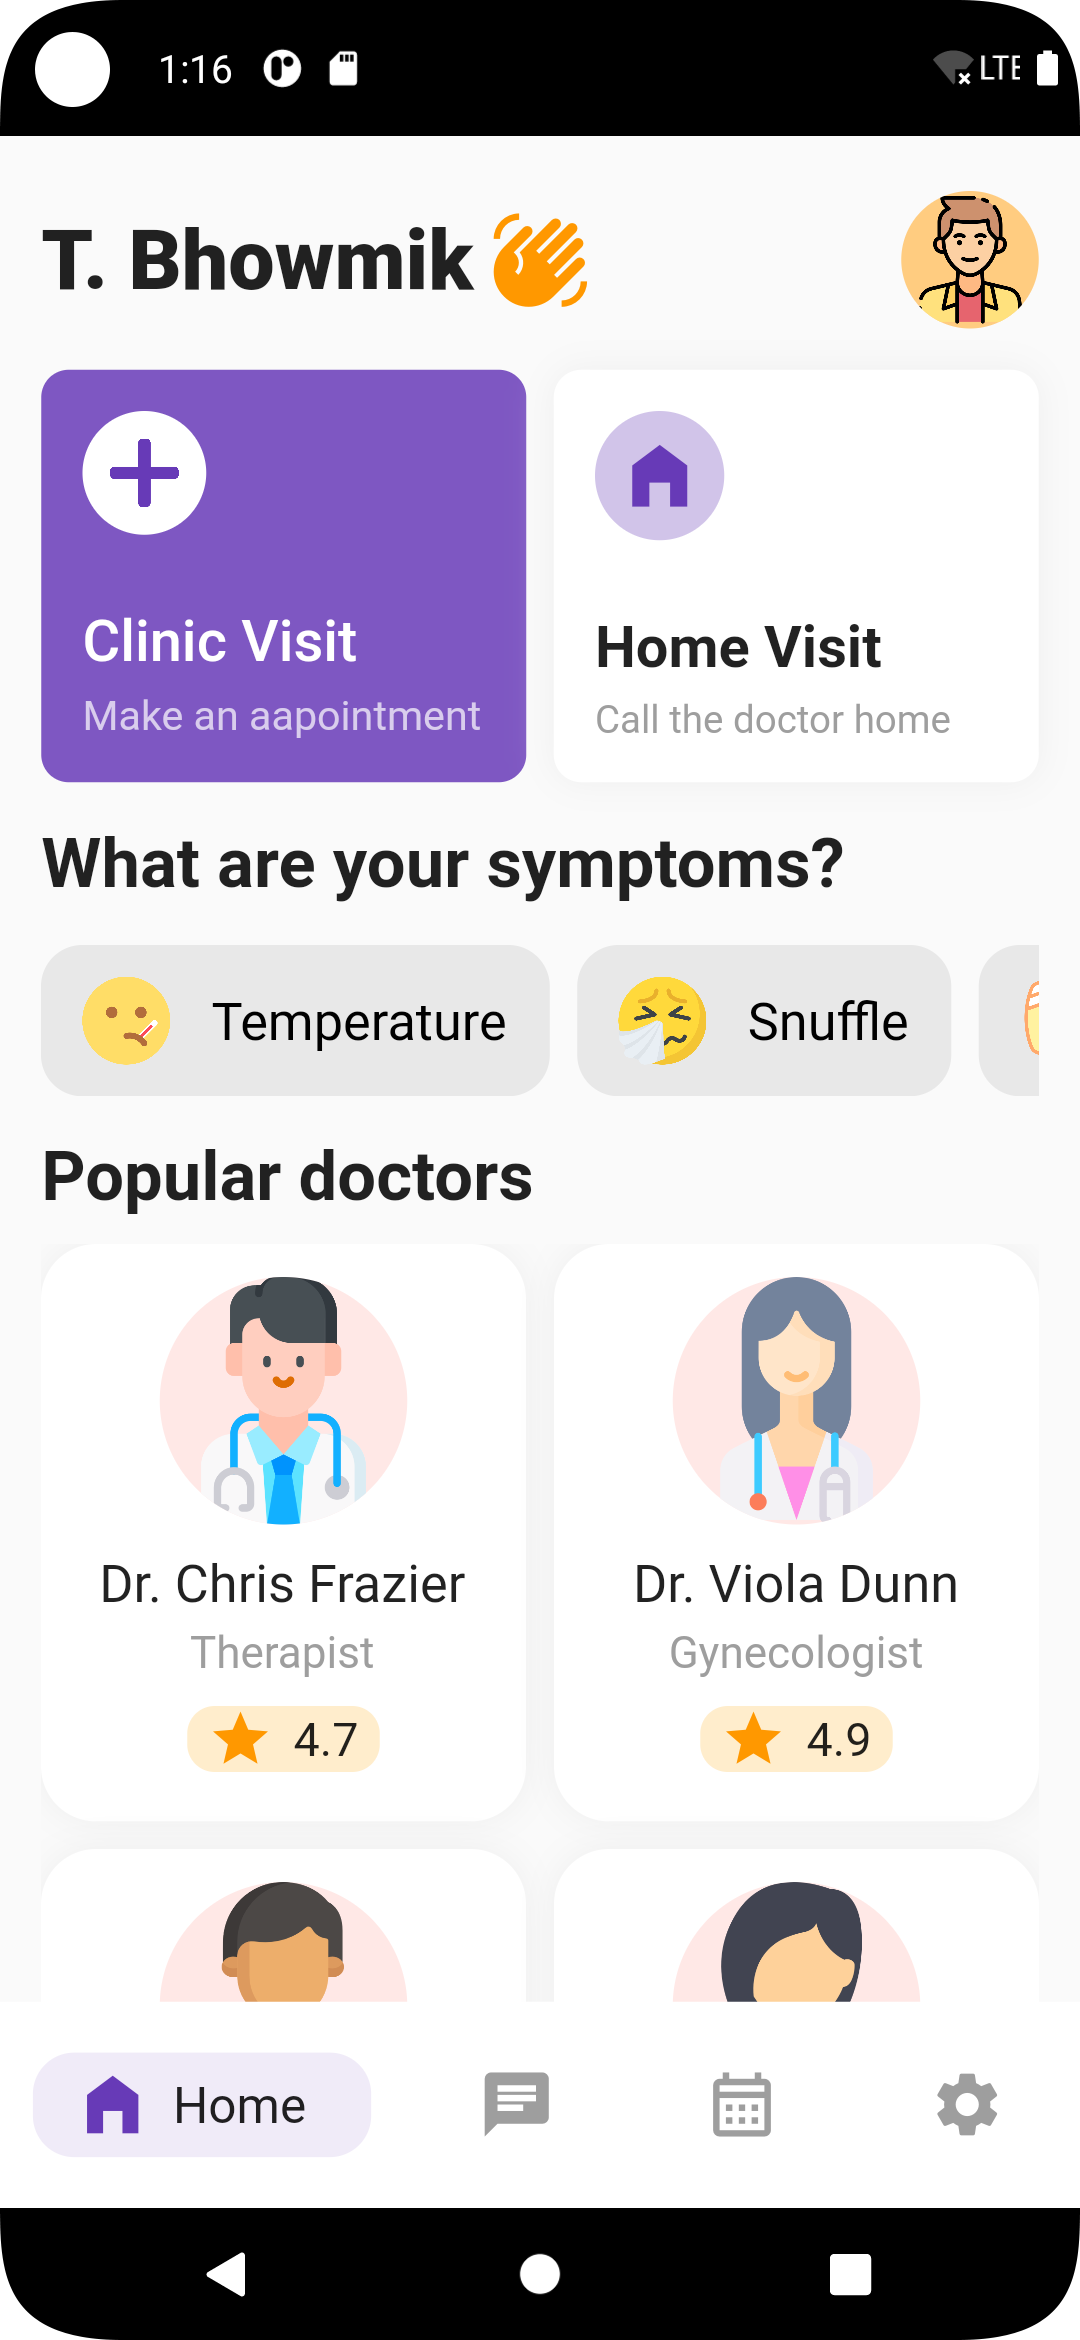 1:16
LTE
T. Bhowmik
Clinic Visit
Make an aapointment
Home Visit
Call the doctor home
What are your symptoms?
Temperature
Snuffle
Popular doctors
Dr. Chris Frazier
Therapist
4.7
Dr. Viola Dunn
Gynecologist
4.9
Home